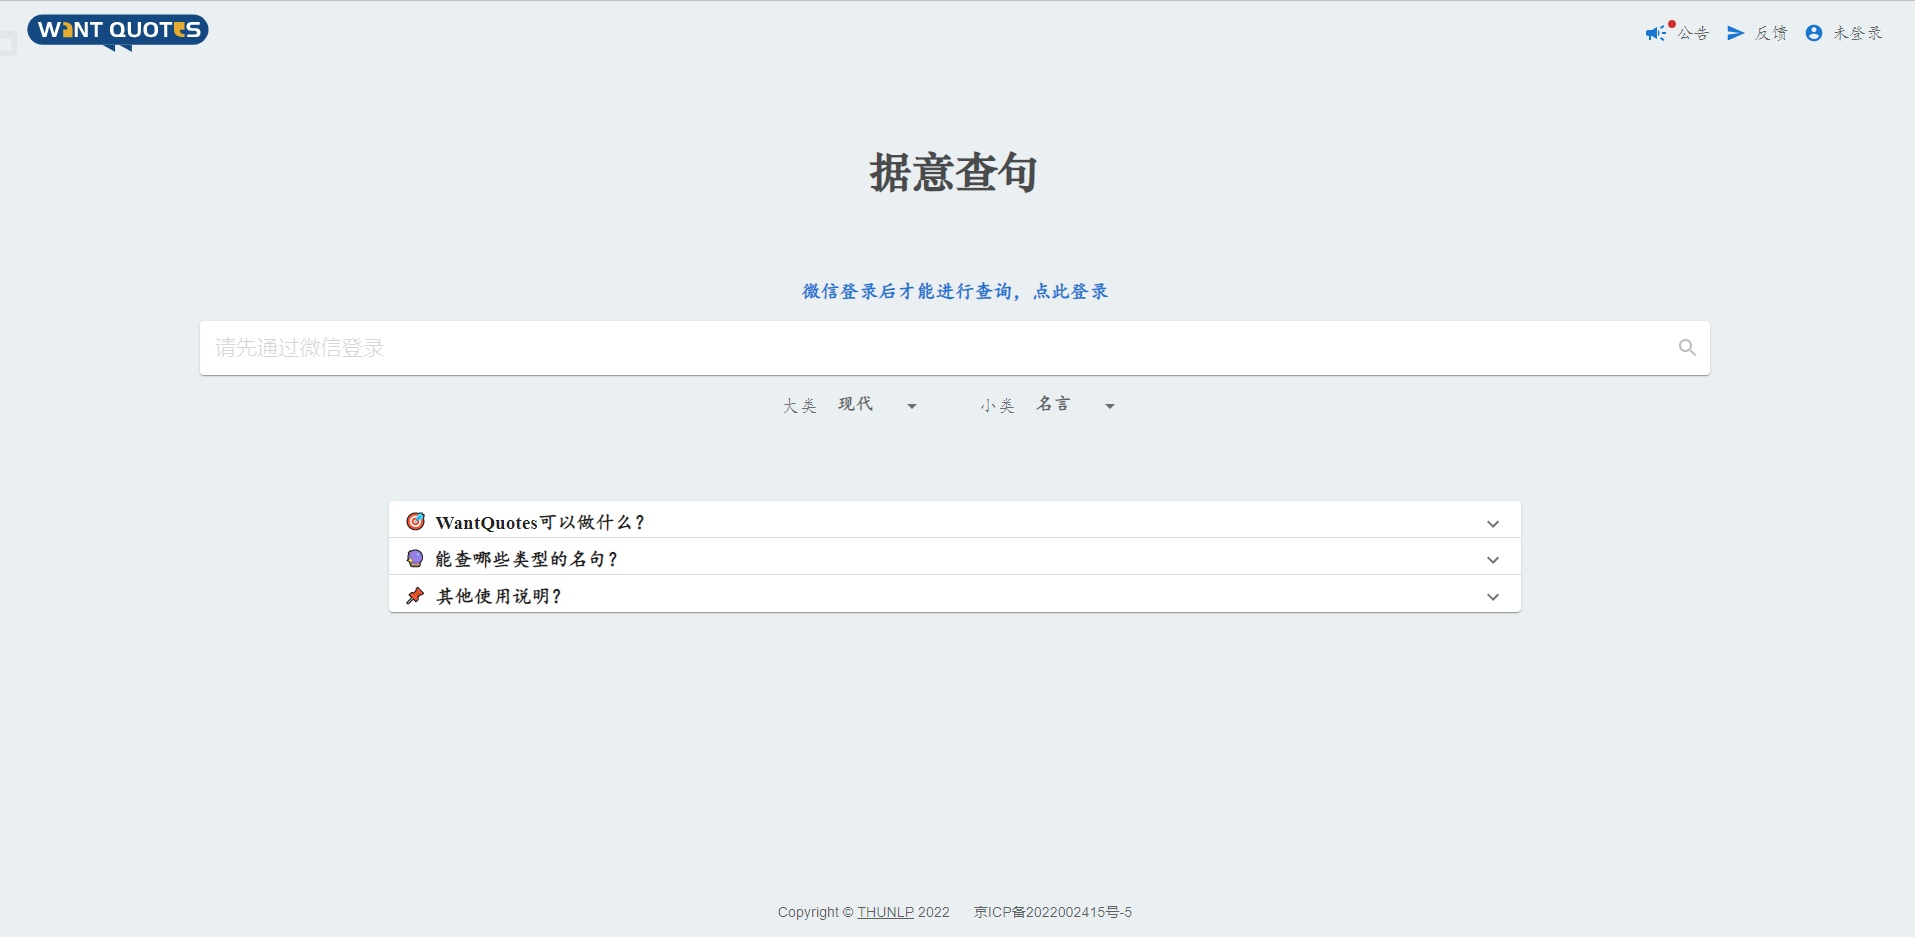 WANT QUOTES
公告 反馈 未登录
据意查句
微信登录后才能进行查询，点此登录
请先通过微信登录
大类 现代 小类 名言
WantQuotes可以做什么？
能查哪些类型的名句？
其他使用说明？
Copyright © THUNLP 2022 京ICP备2022002415号-5